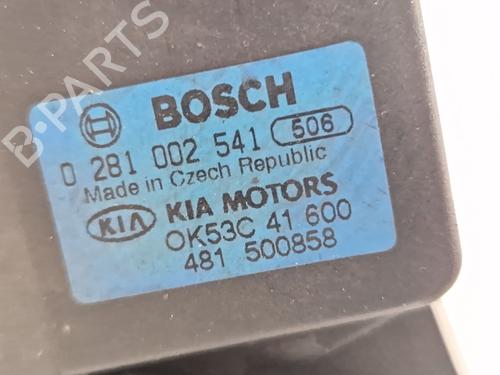 BOSCH
0 281 002 541 506
Made in Czech Republic
KIA KIA MOTORS
OK53C 41 600
481 500858
B-PARTS